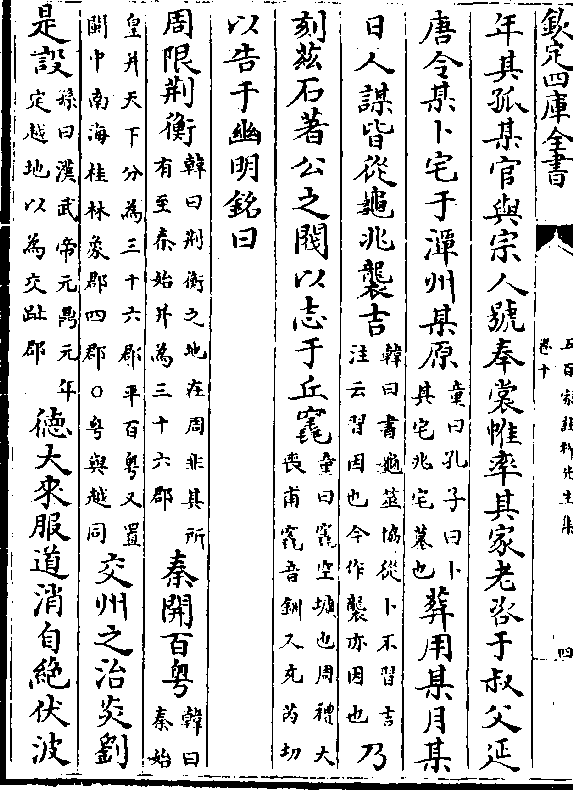 欽定四庫全書
五百家註柳先生集
卷十
四
年其孤某官與宗人號奉裳帷率其家老咨于叔父延
唐令某卜宅于潭州某原童曰孔子曰卜其宅兆宅墓也葬用某月某
日人謀皆從龜兆襲吉韓曰書龜筮協從卜不習吉注云習因也今作襲亦因也乃
刻茲石著公之閥以志于丘竁童曰竁空壙也周禮大喪甫竁音釧又充芮切
以告于幽明銘曰
周限荆衡韓曰荆衡之地在周非其所有至秦始并為三十六郡秦開百粤韓曰秦始
皇并天下分為三十六郡平百粤又置閩中南海桂林象郡四郡○粤與越同交州之治炎劉
是設孫曰漢武帝元鼎元年定越地以為交趾郡德大來服道消自絶伏波